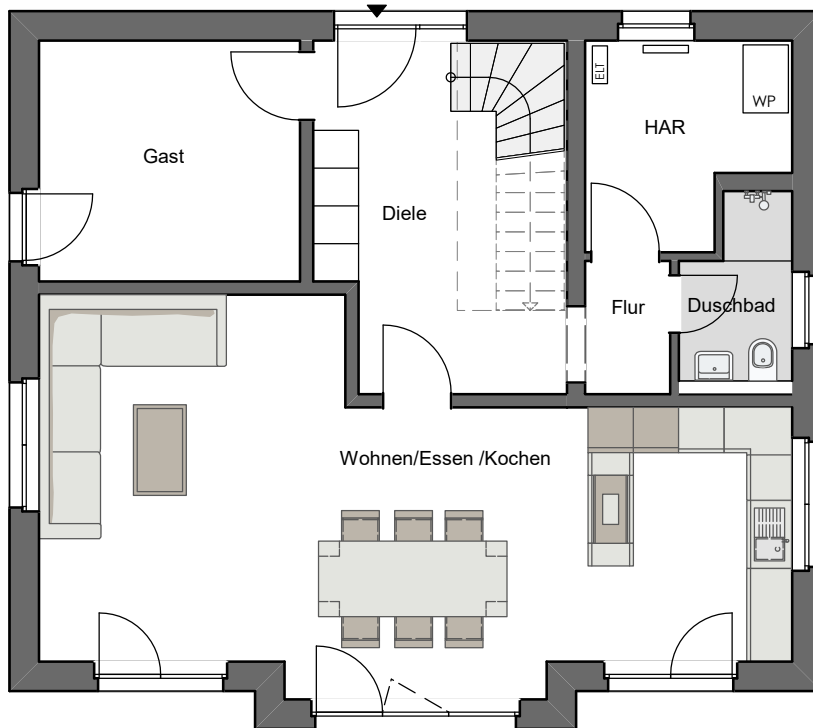 ELT
WP
HAR
Gast
Diele
Flur
Duschbad
Wohnen/Essen /Kochen